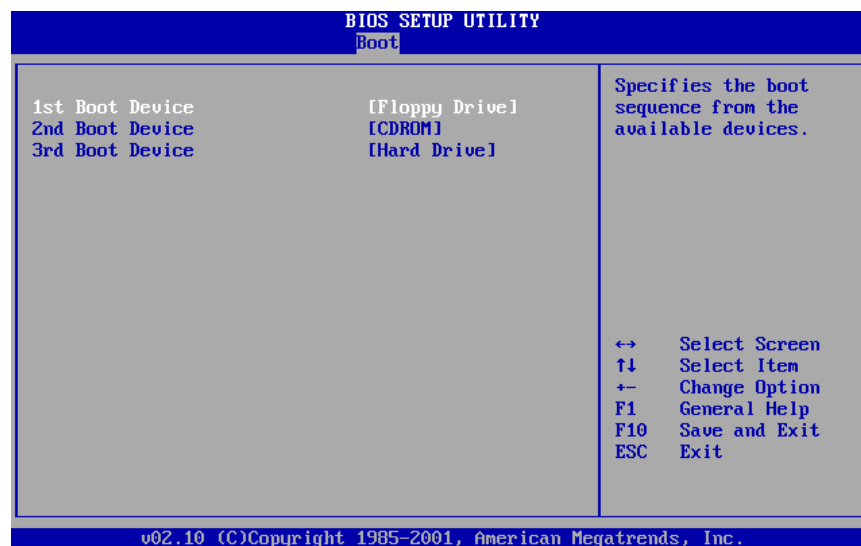 BIOS SETUP UTILITY
Boot
1st Boot Device [Floppy Drive]
2nd Boot Device [CDROM]
3rd Boot Device [Hard Drive]
Specifies the boot
sequence from the
available devices.
←→ Select Screen
↑↓ Select Item
+- Change Option
F1 General Help
F10 Save and Exit
ESC Exit
v02.10 (C)Copyright 1985-2001, American Megatrends, Inc.